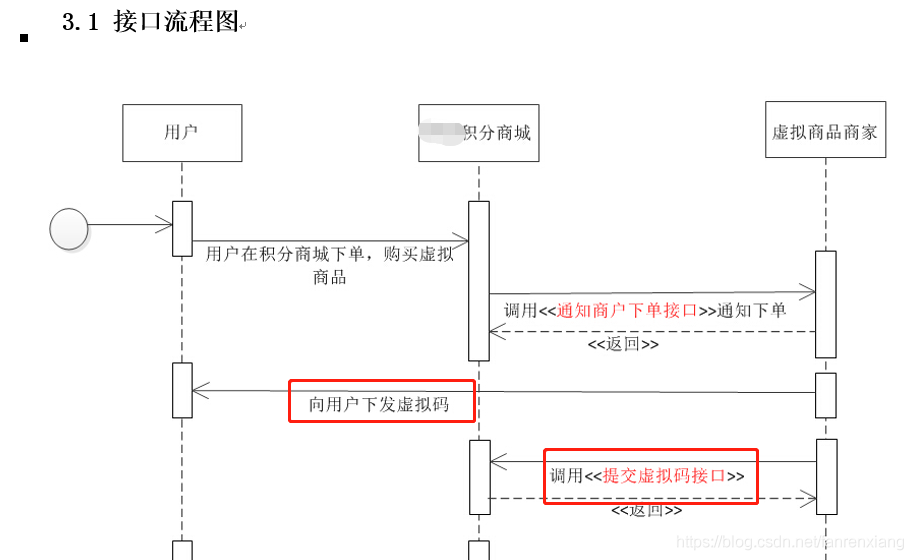 3.1 接口流程图
用户
积分商城
虚拟商品商家
用户在积分商城下单，购买虚拟
商品
调用<<通知商户下单接口>>通知下单
<<返回>>
向用户下发虚拟码
调用<<提交虚拟码接口>>
<<返回>>
https://blog.csdn.net/lanrenxiang